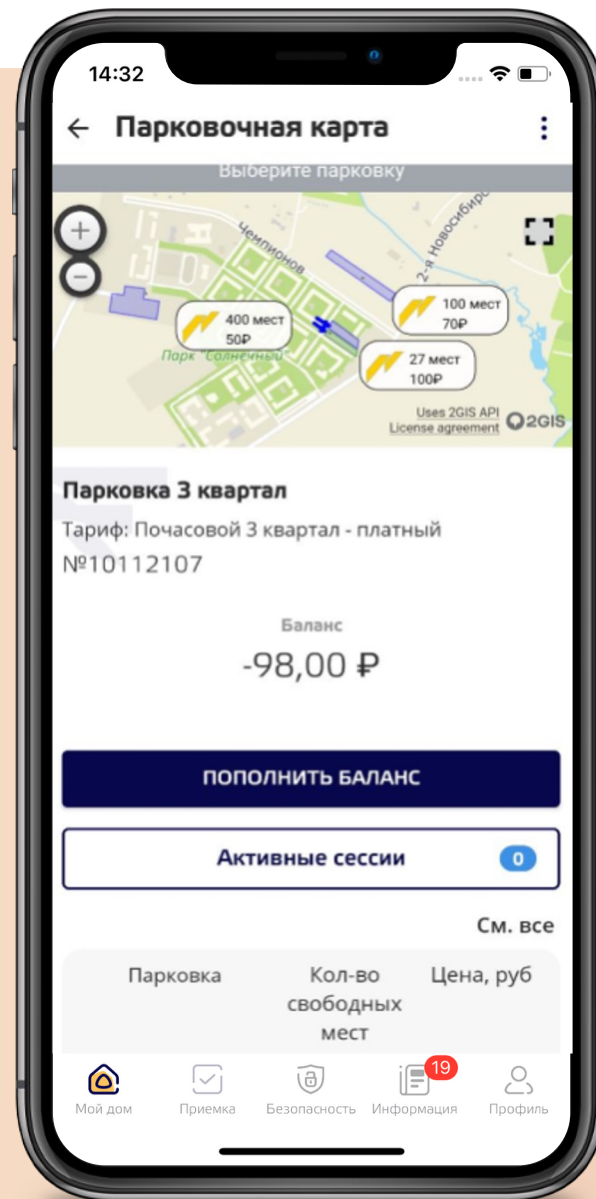 14:32
Парковочная карта
Выберите парковку
Чемпионов
2-я Новосибирс
400 мест
50₽
100 мест
70₽
27 мест
100₽
Парк "Солнечный"
Uses 2GIS API
License agreement
2GIS
Парковка 3 квартал
Тариф: Почасовой 3 квартал - платный
№10112107
Баланс
-98,00 ₽
ПОПОЛНИТЬ БАЛАНС
Активные сессии
0
См. все
Парковка
Кол-во
свободных
мест
Цена, руб
19
Мой дом
Приемка
Безопасность
Информация
Профиль